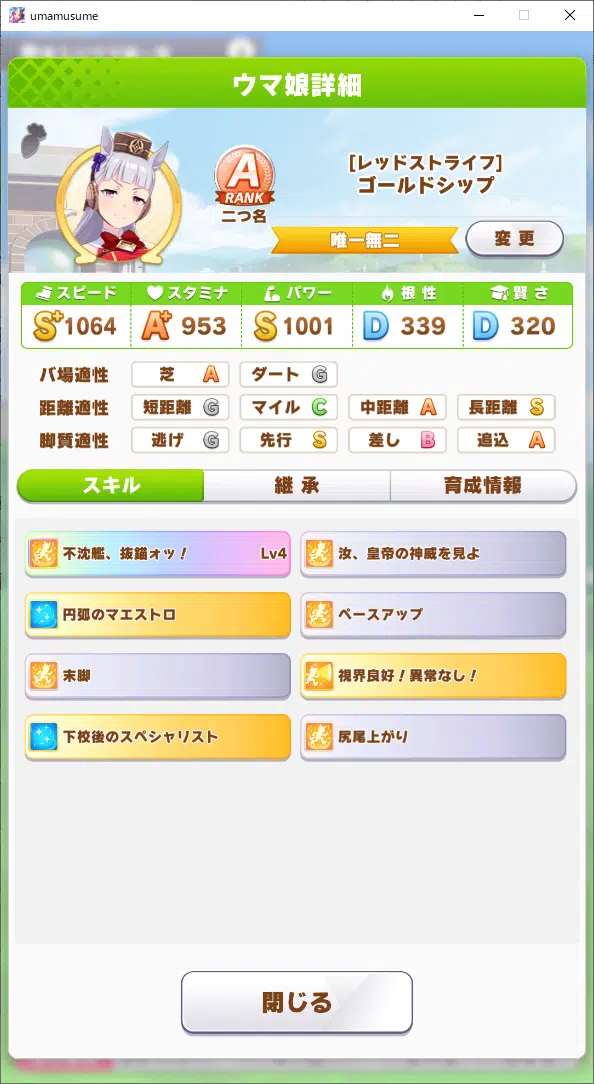 umamusume
ウマ娘詳細
A
RANK
二つ名
[レッドストライフ]
ゴールドシップ
唯一無二
変更
スピード スタミナ パワー 根性 賢さ
S+ 1064 A+ 953 S 1001 D 339 D 320
バ場適性 芝 A ダート G
距離適性 短距離 G マイル C 中距離 A 長距離 S
脚質適性 逃げ G 先行 S 差し B 追込 A
スキル 継承 育成情報
不沈艦、抜錨ォッ！ Lv4 汝、皇帝の神威を見よ
円弧のマエストロ ペースアップ
末脚 視界良好！異常なし！
下校後のスペシャリスト 尻尾上がり
閉じる